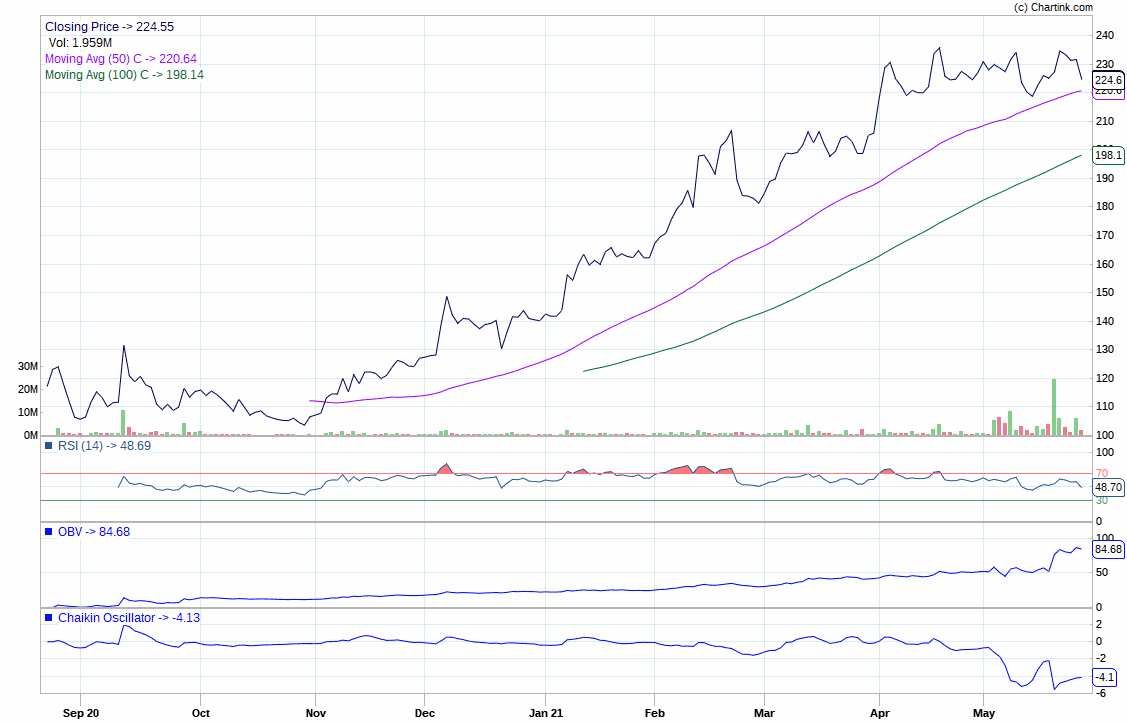 (c) Chartink.com
Closing Price -> 224.55
Vol: 1.959M
Moving Avg (50) C -> 220.64
Moving Avg (100) C -> 198.14
240
230
224.6
220.6
210
198.1
190
180
170
160
150
140
130
120
110
100
30M
20M
10M
0M
RSI (14) -> 48.69
100
70
48.70
30
0
OBV -> 84.68
100
84.68
50
0
Chaikin Oscillator -> -4.13
2
0
-2
-4.1
-6
Sep 20 Oct Nov Dec Jan 21 Feb Mar Apr May